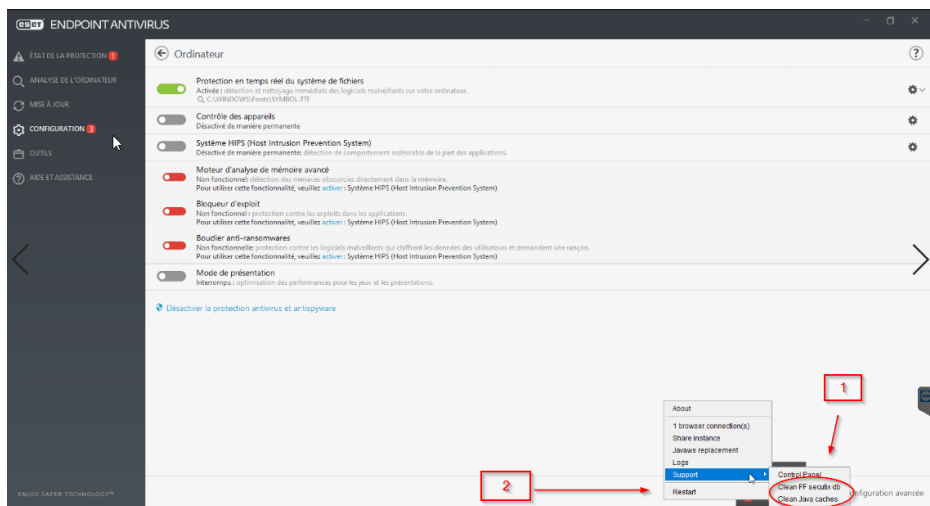 eset ENDPOINT ANTIVIRUS
ÉTAT DE LA PROTECTION 1
ANALYSE DE L'ORDINATEUR
MISE À JOUR
CONFIGURATION 3
OUTILS
AIDE ET ASSISTANCE
Ordinateur
?
Protection en temps réel du système de fichiers
Activée : détection et nettoyage immédiats des logiciels malveillants sur votre ordinateur.
C:\WINDOWS\Fonts\SYMBOL.TTF
Contrôle des appareils
Désactivé de manière permanente
Système HIPS (Host Intrusion Prevention System)
Désactivé de manière permanente: détection de comportement indésirable de la part des applications.
Moteur d'analyse de mémoire avancé
Non fonctionnel: détection des menaces obscurcies directement dans la mémoire.
Pour utiliser cette fonctionnalité, veuillez activer : Système HIPS (Host Intrusion Prevention System)
Bloqueur d'exploit
Non fonctionnel : protection contre les exploits dans les applications.
Pour utiliser cette fonctionnalité, veuillez activer : Système HIPS (Host Intrusion Prevention System)
Bouclier anti-ransomwares
Non fonctionnelle: protection contre les logiciels malveillants qui chiffrent les données des utilisateurs et demandent une rançon.
Pour utiliser cette fonctionnalité, veuillez activer : Système HIPS (Host Intrusion Prevention System)
Mode de présentation
Interrompu : optimisation des performances pour les jeux et les présentations.
Désactiver la protection antivirus et antispyware
1
About
1 browser connection(s)
Share instance
Javaws replacement
Logs
Support
Restart
2
Control Panel
Clean FF secutix db
Clean Java caches
nfiguration avancée
ENJOY SAFER TECHNOLOGY™